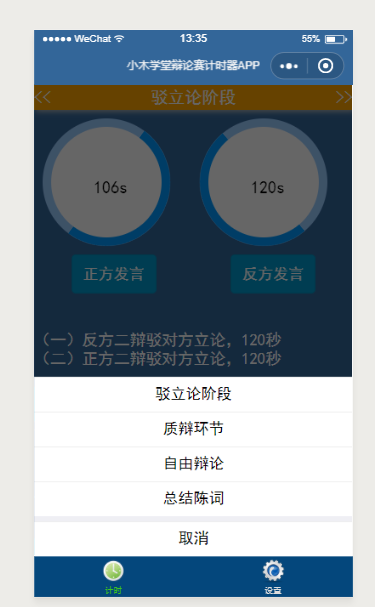 WeChat 13:35 55%
小木学堂辩论赛计时器APP
<< 驳立论阶段 >>
106s 120s
正方发言 反方发言
（一）反方二辩驳对方立论，120秒
（二）正方二辩驳对方立论，120秒
驳立论阶段
质辩环节
自由辩论
总结陈词
取消
计时 设置